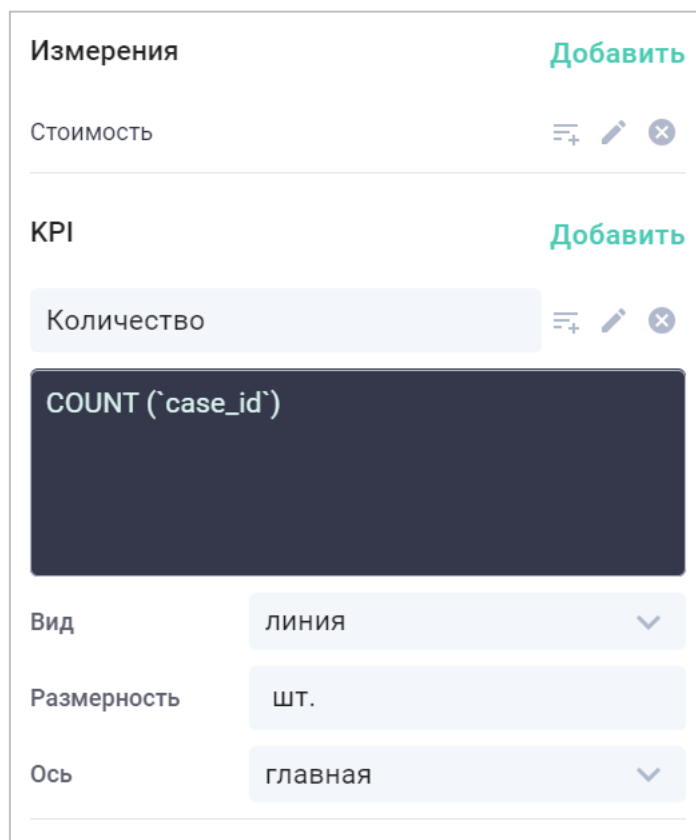 Измерения Добавить
Стоимость
KPI Добавить
Количество
COUNT (`case_id`)
Вид линия
Размерность шт.
Ось главная